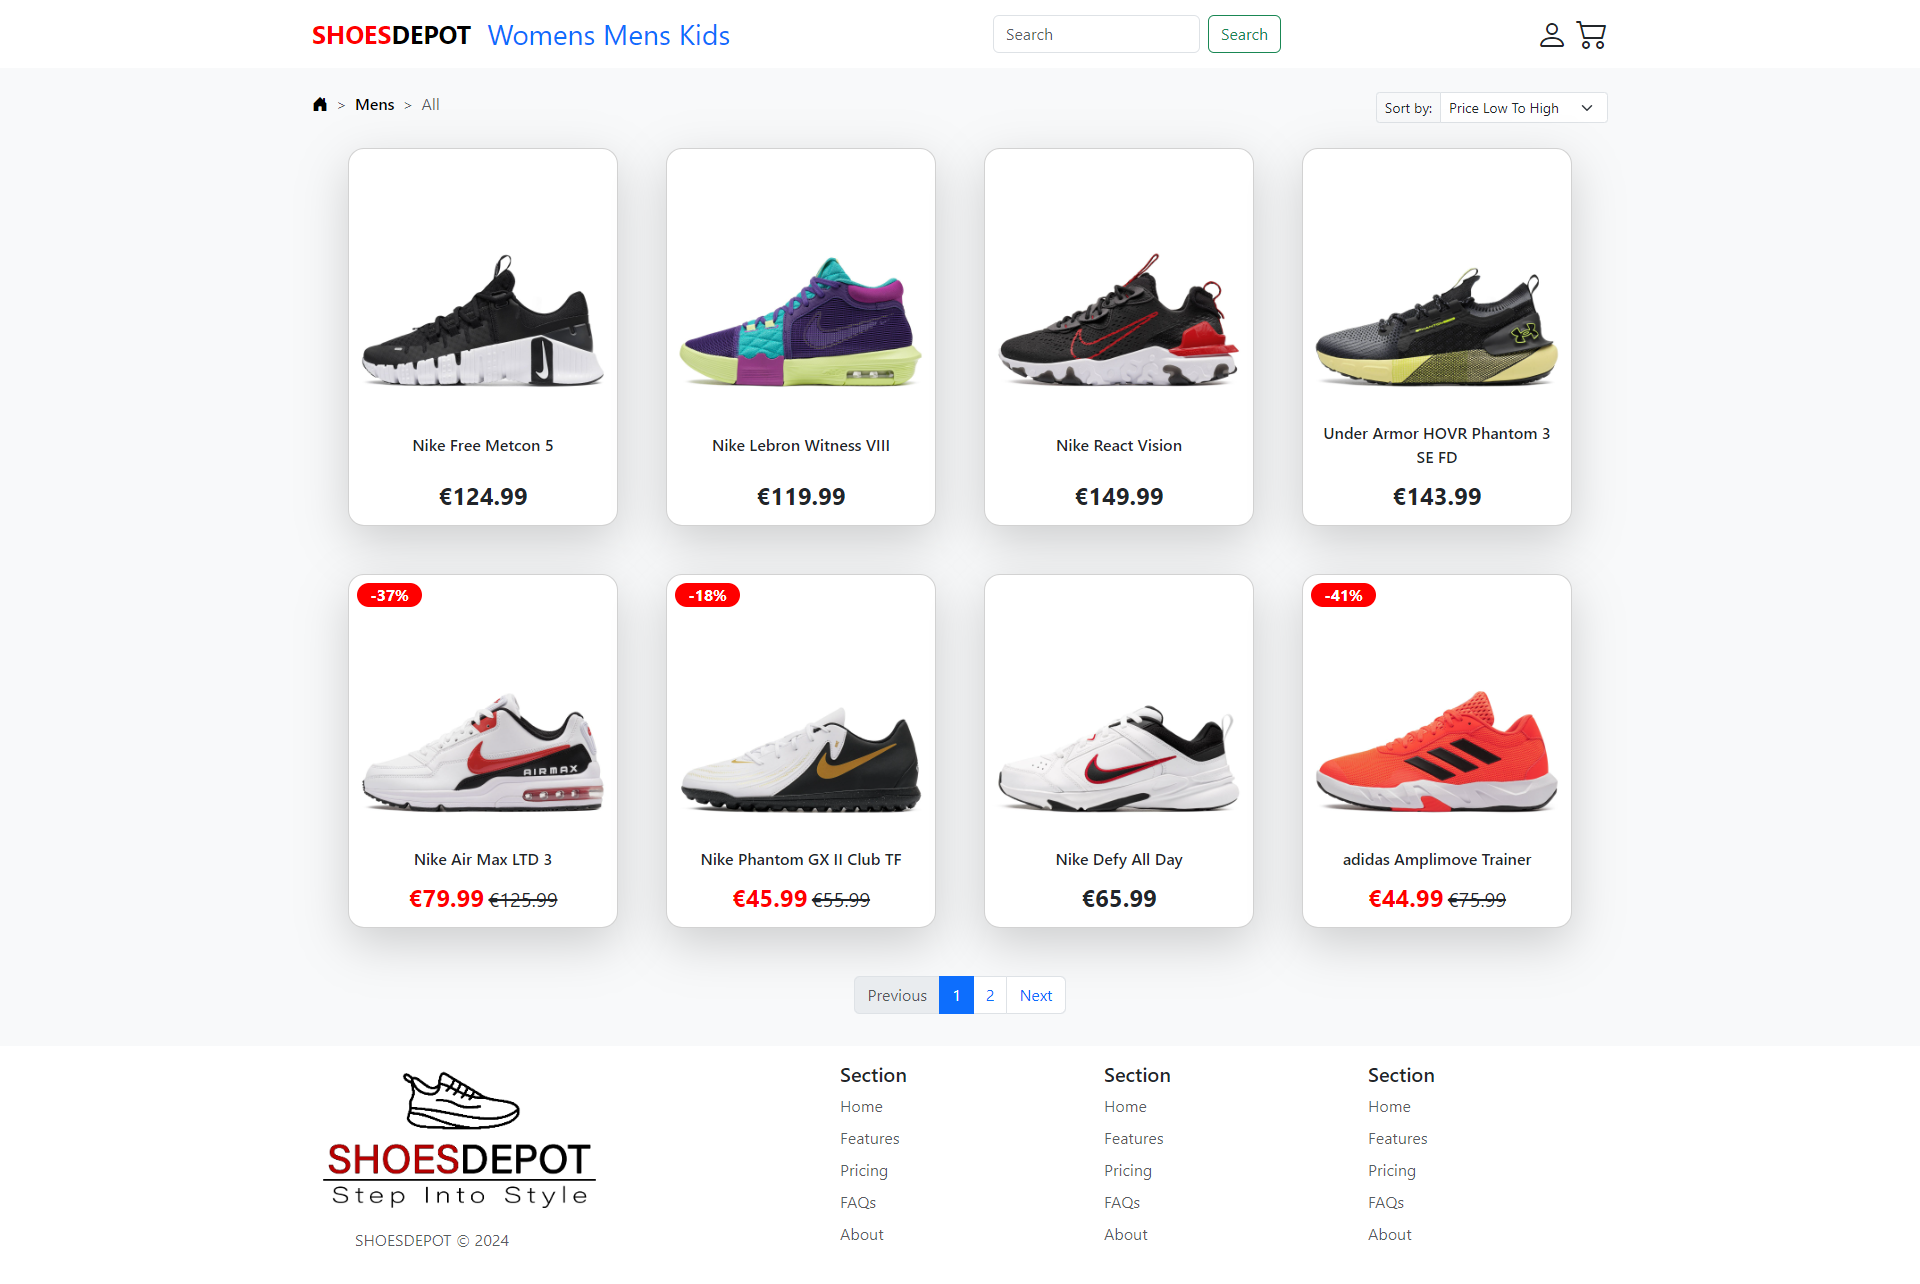 SHOESDEPOT Womens Mens Kids Search Search
> Mens > All Sort by: Price Low To High
Nike Free Metcon 5
€124.99
Nike Lebron Witness VIII
€119.99
Nike React Vision
€149.99
Under Armor HOVR Phantom 3
SE FD
€143.99
-37%
AIRMAX
Nike Air Max LTD 3
€79.99 €125.99
-18%
Nike Phantom GX II Club TF
€45.99 €55.99
Nike Defy All Day
€65.99
-41%
adidas Amplimove Trainer
€44.99 €75.99
Previous 1 2 Next
SHOESDEPOT
Step Into Style
SHOESDEPOT © 2024
Section
Home
Features
Pricing
FAQs
About
Section
Home
Features
Pricing
FAQs
About
Section
Home
Features
Pricing
FAQs
About